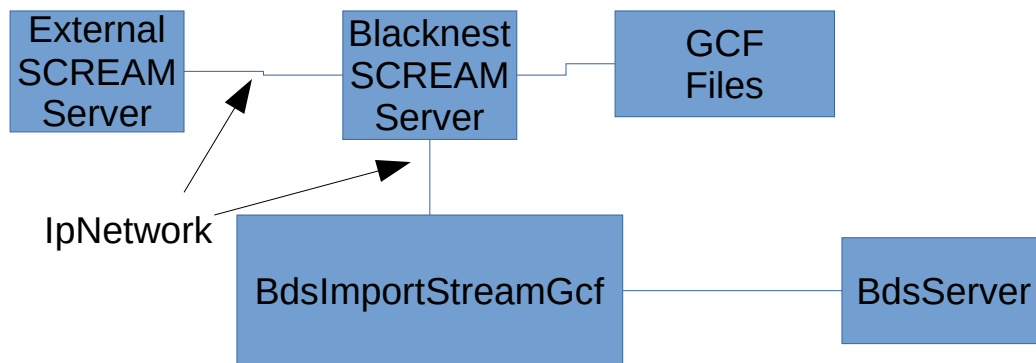 External
SCREAM
Server
Blacknest
SCREAM
Server
GCF
Files
IpNetwork
BdsImportStreamGcf
BdsServer